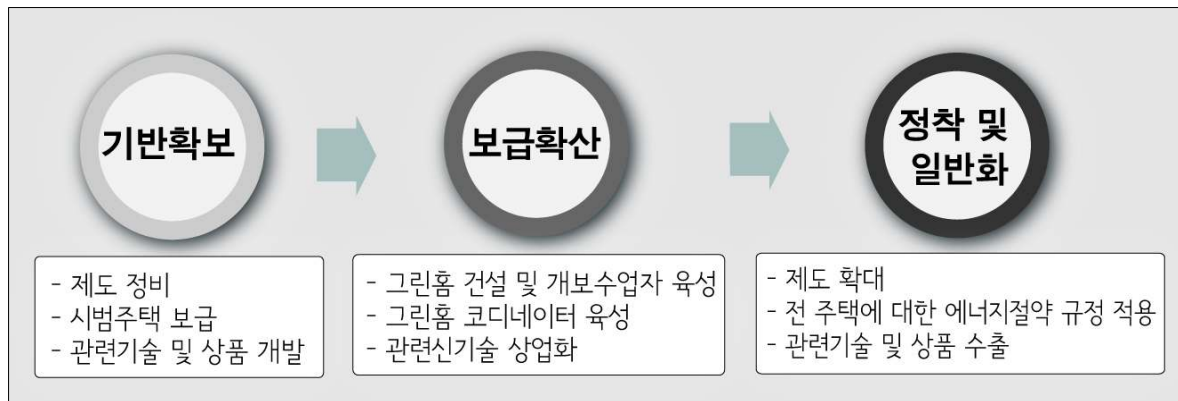 기반확보
- 제도 정비
- 시범주택 보급
- 관련기술 및 상품 개발
보급확산
- 그린홈 건설 및 개보수업자 육성
- 그린홈 코디네이터 육성
- 관련신기술 상업화
정착 및
일반화
- 제도 확대
- 전 주택에 대한 에너지절약 규정 적용
- 관련기술 및 상품 수출